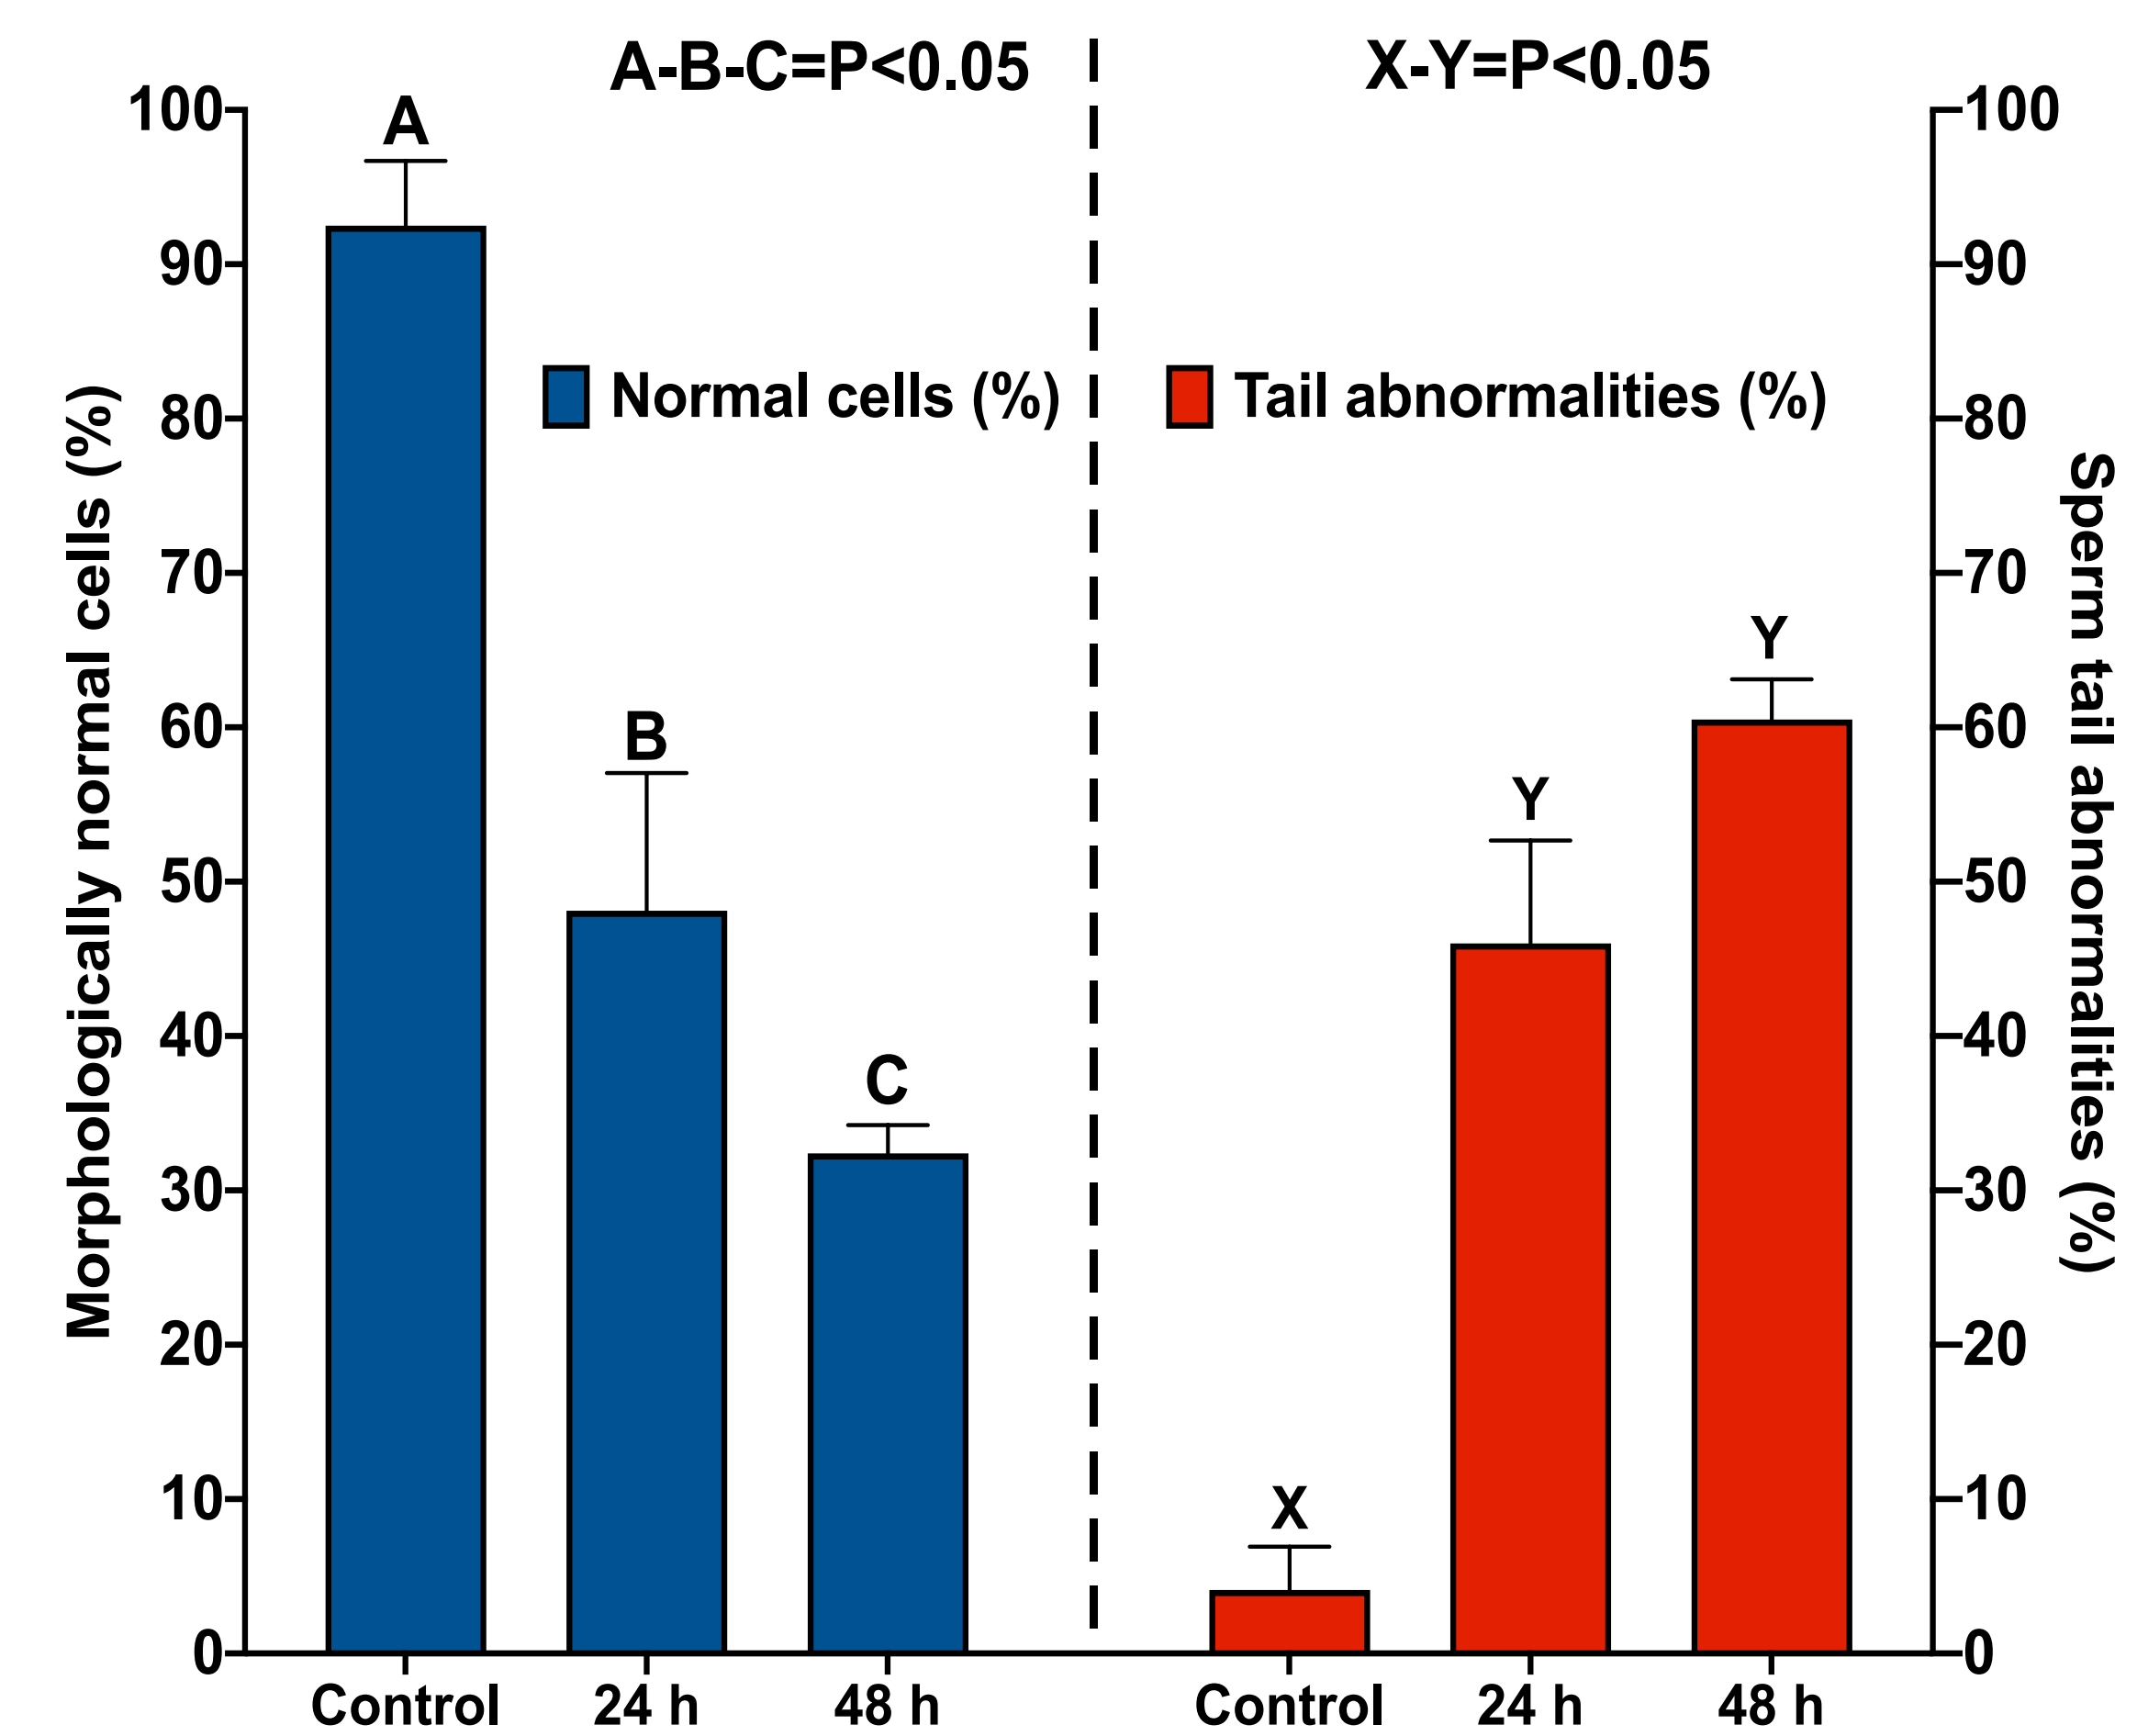 A-B-C=P<0.05
X-Y=P<0.05
Morphologically normal cells (%)
100
90
80
70
60
50
40
30
20
10
0
A
B
C
Normal cells (%)
Tail abnormalities (%)
X
Y
Y
100
90
80
70
60
50
40
30
20
10
0
Sperm tail abnormalities (%)
Control
24 h
48 h
Control
24 h
48 h